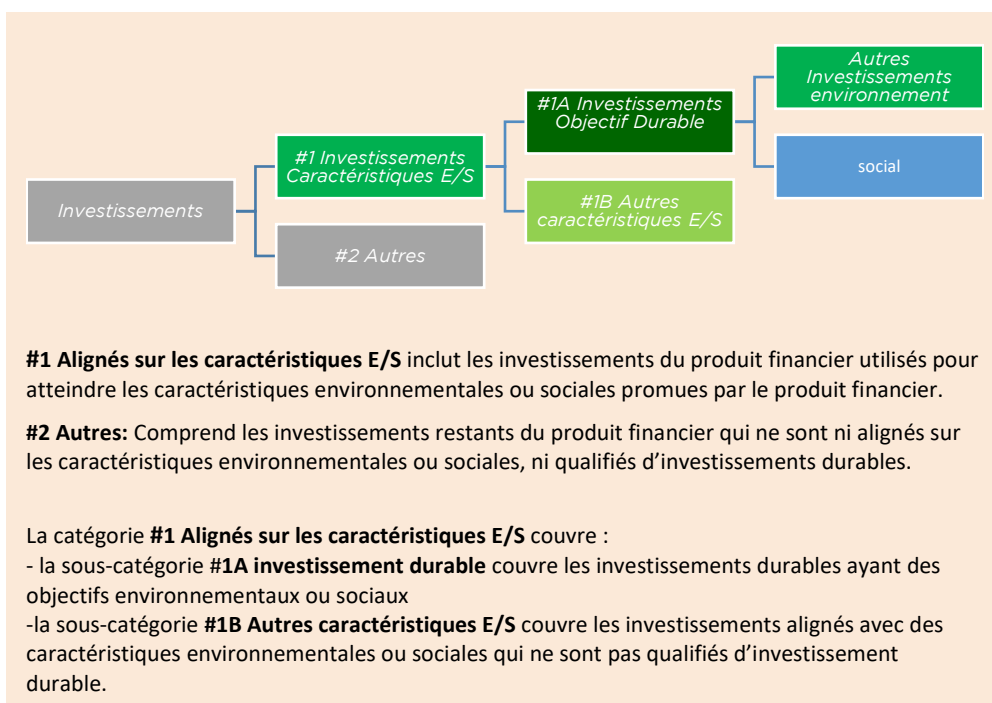 Autres
Investissements
environnement
#1A Investissements
Objectif Durable
#1 Investissements
Caractéristiques E/S
social
Investissements
#1B Autres
caractéristiques E/S
#2 Autres
#1 Alignés sur les caractéristiques E/S inclut les investissements du produit financier utilisés pour
atteindre les caractéristiques environnementales ou sociales promues par le produit financier.
#2 Autres: Comprend les investissements restants du produit financier qui ne sont ni alignés sur
les caractéristiques environnementales ou sociales, ni qualifiés d’investissements durables.
La catégorie #1 Alignés sur les caractéristiques E/S couvre :
- la sous-catégorie #1A investissement durable couvre les investissements durables ayant des
objectifs environnementaux ou sociaux
-la sous-catégorie #1B Autres caractéristiques E/S couvre les investissements alignés avec des
caractéristiques environnementales ou sociales qui ne sont pas qualifiés d’investissement
durable.